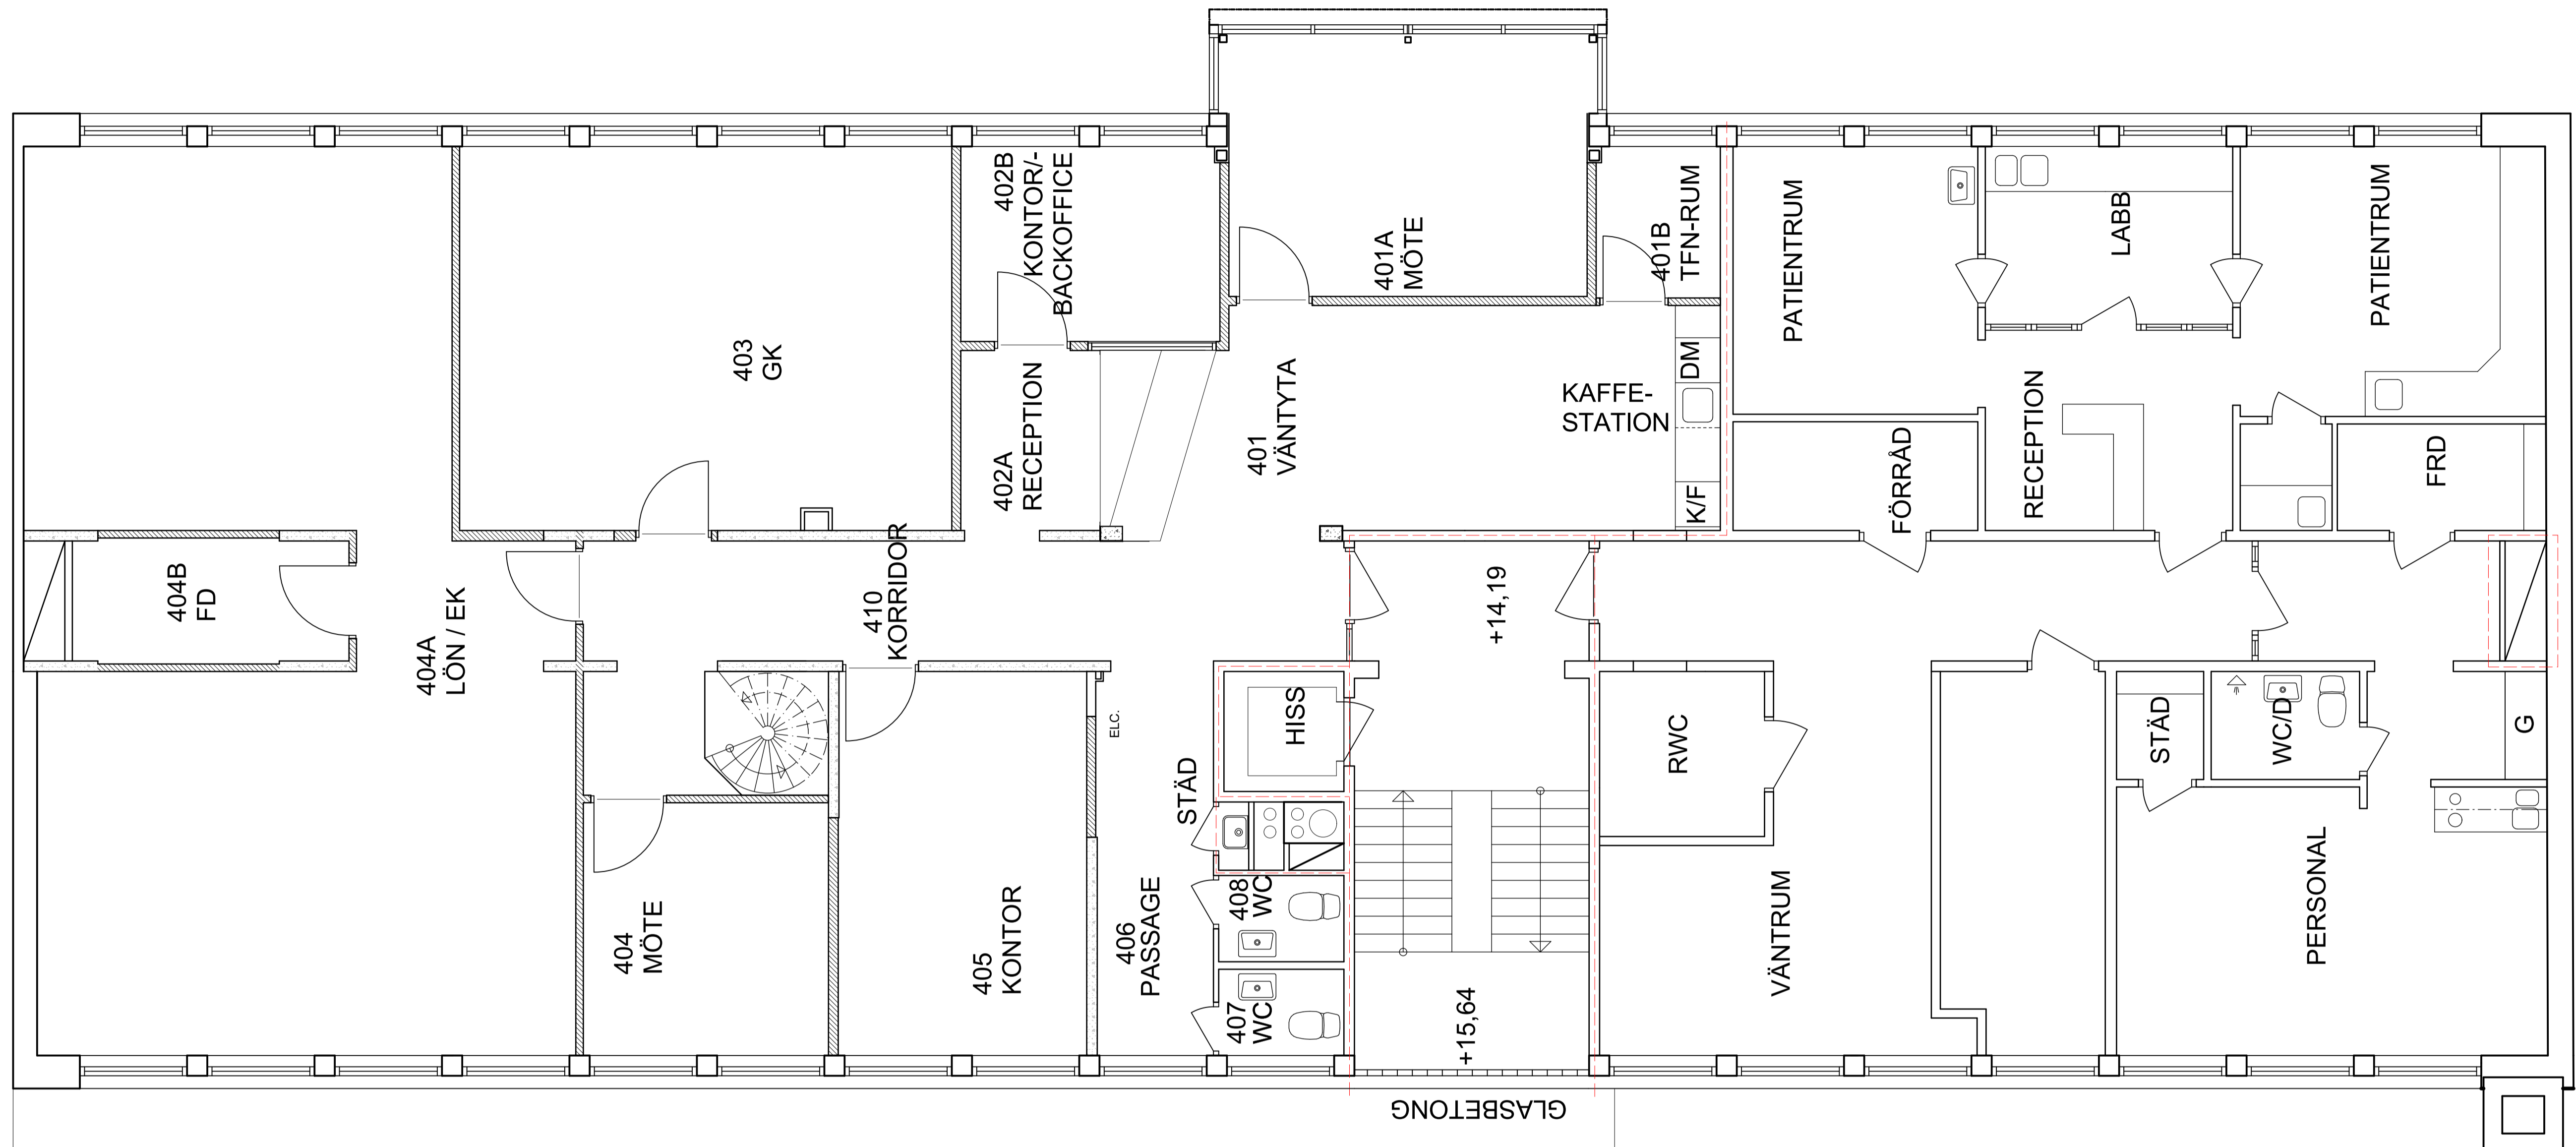 404B
FD
404A
LÖN / EK
403
GK
410
KORRIDOR
402B
KONTOR/-
BACKOFFICE
402A
RECEPTION
401A
MÖTE
401B
TFN-RUM
401
VÄNTYTA
KAFFE-
STATION
DM
K/F
PATIENTRUM
LABB
PATIENTRUM
FÖRRÅD
RECEPTION
FRD
404
MÖTE
405
KONTOR
ELC.
406
PASSAGE
STÄD
HISS
408
WC
407
WC
+14,19
+15,64
GLASBETONG
RWC
VÄNTRUM
STÄD
WC/D
G
PERSONAL